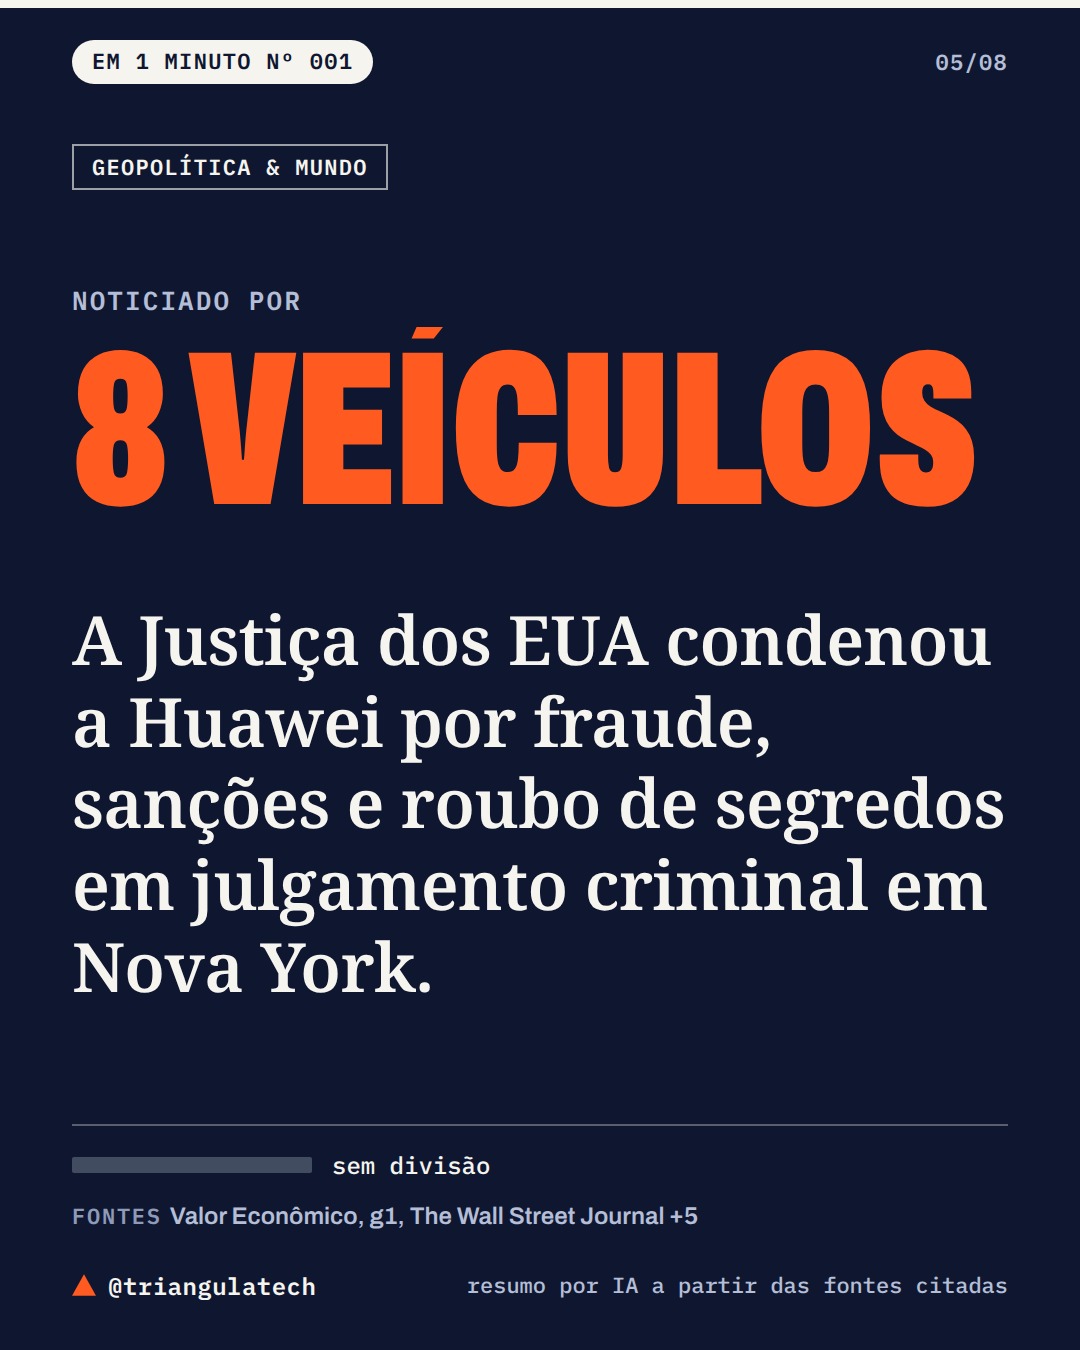 EM 1 MINUTO Nº 001
05/08
GEOPOLÍTICA & MUNDO
NOTICIADO POR
8 VEÍCULOS
A Justiça dos EUA condenou
a Huawei por fraude,
sanções e roubo de segredos
em julgamento criminal em
Nova York.
sem divisão
FONTES Valor Econômico, g1, The Wall Street Journal +5
@triangulatech
resumo por IA a partir das fontes citadas